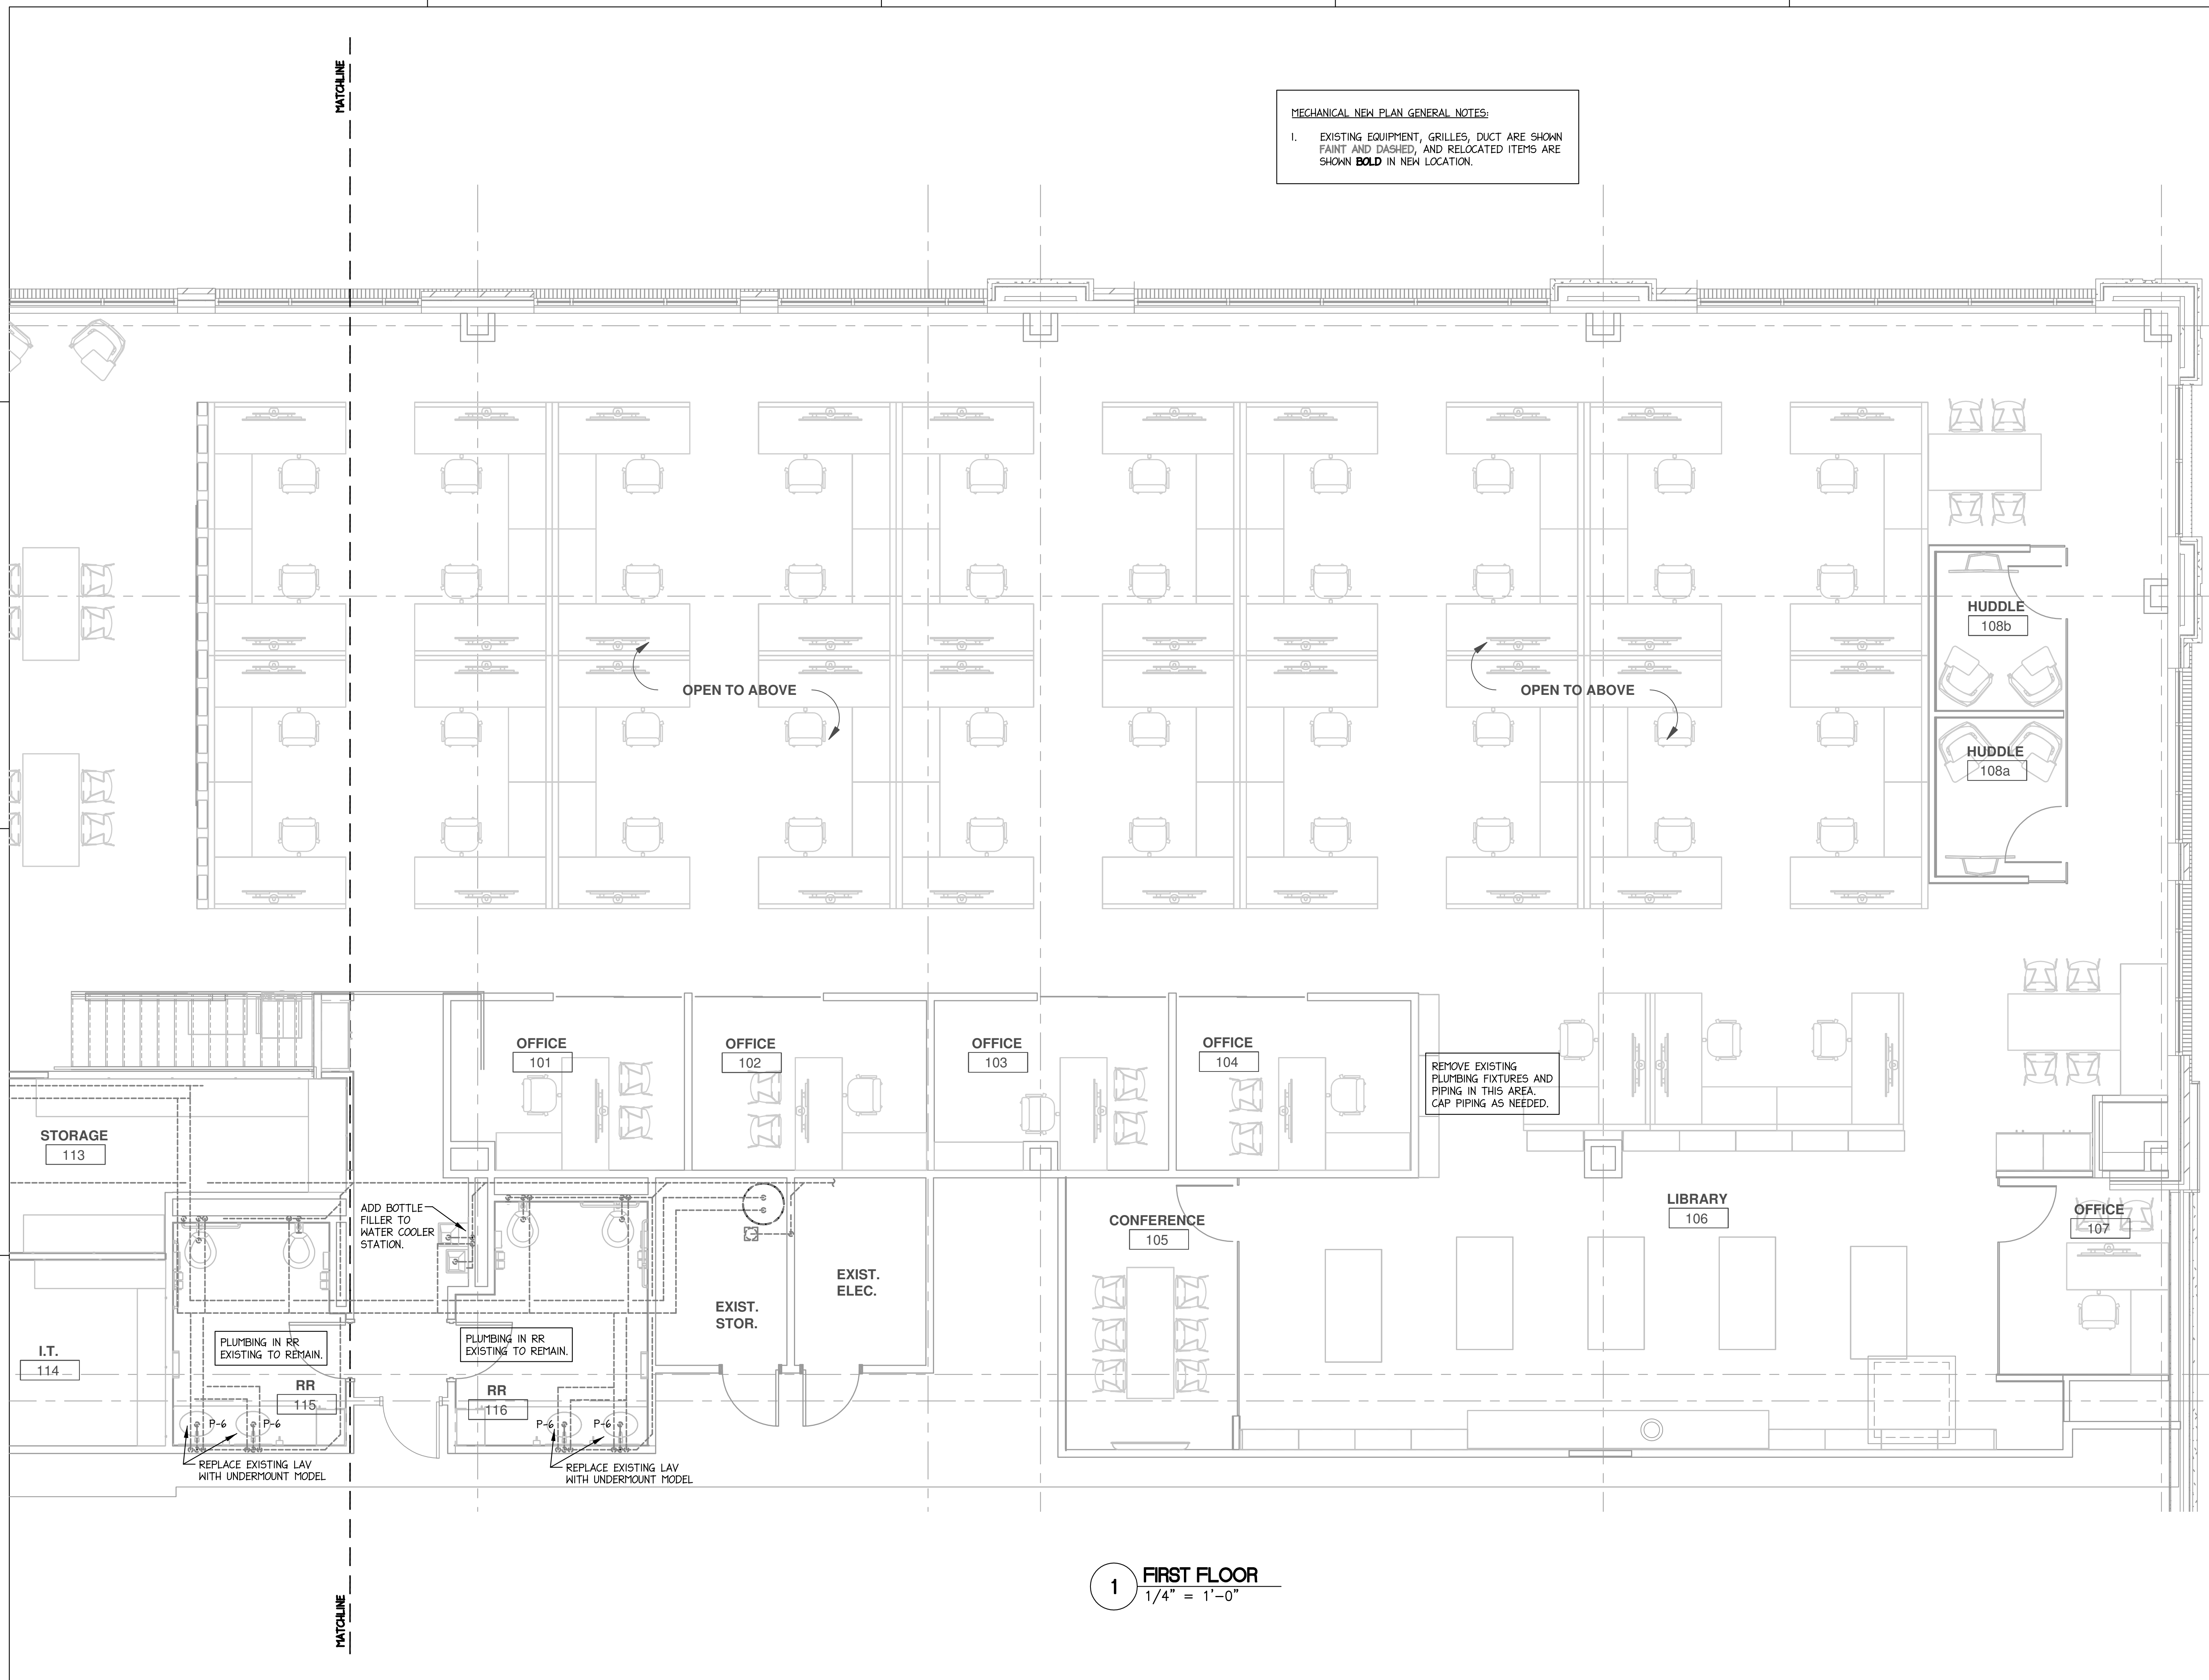 MATCHLINE
MECHANICAL NEW PLAN GENERAL NOTES:
1. EXISTING EQUIPMENT, GRILLES, DUCT ARE SHOWN
FAINT AND DASHED, AND RELOCATED ITEMS ARE
SHOWN BOLD IN NEW LOCATION.
HUDDLE
108b
OPEN TO ABOVE
OPEN TO ABOVE
HUDDLE
108a
OFFICE
101
OFFICE
102
OFFICE
103
OFFICE
104
REMOVE EXISTING
PLUMBING FIXTURES AND
PIPING IN THIS AREA.
CAP PIPING AS NEEDED.
STORAGE
113
ADD BOTTLE
FILLER TO
WATER COOLER
STATION.
CONFERENCE
105
LIBRARY
106
OFFICE
107
EXIST.
ELEC.
EXIST.
STOR.
PLUMBING IN RR
EXISTING TO REMAIN.
PLUMBING IN RR
EXISTING TO REMAIN.
I.T.
114
RR
115
RR
116
P-6
P-6
P-6
P-6
REPLACE EXISTING LAV
WITH UNDERMOUNT MODEL
REPLACE EXISTING LAV
WITH UNDERMOUNT MODEL
1
FIRST FLOOR
1/4" = 1'-0"
MATCHLINE